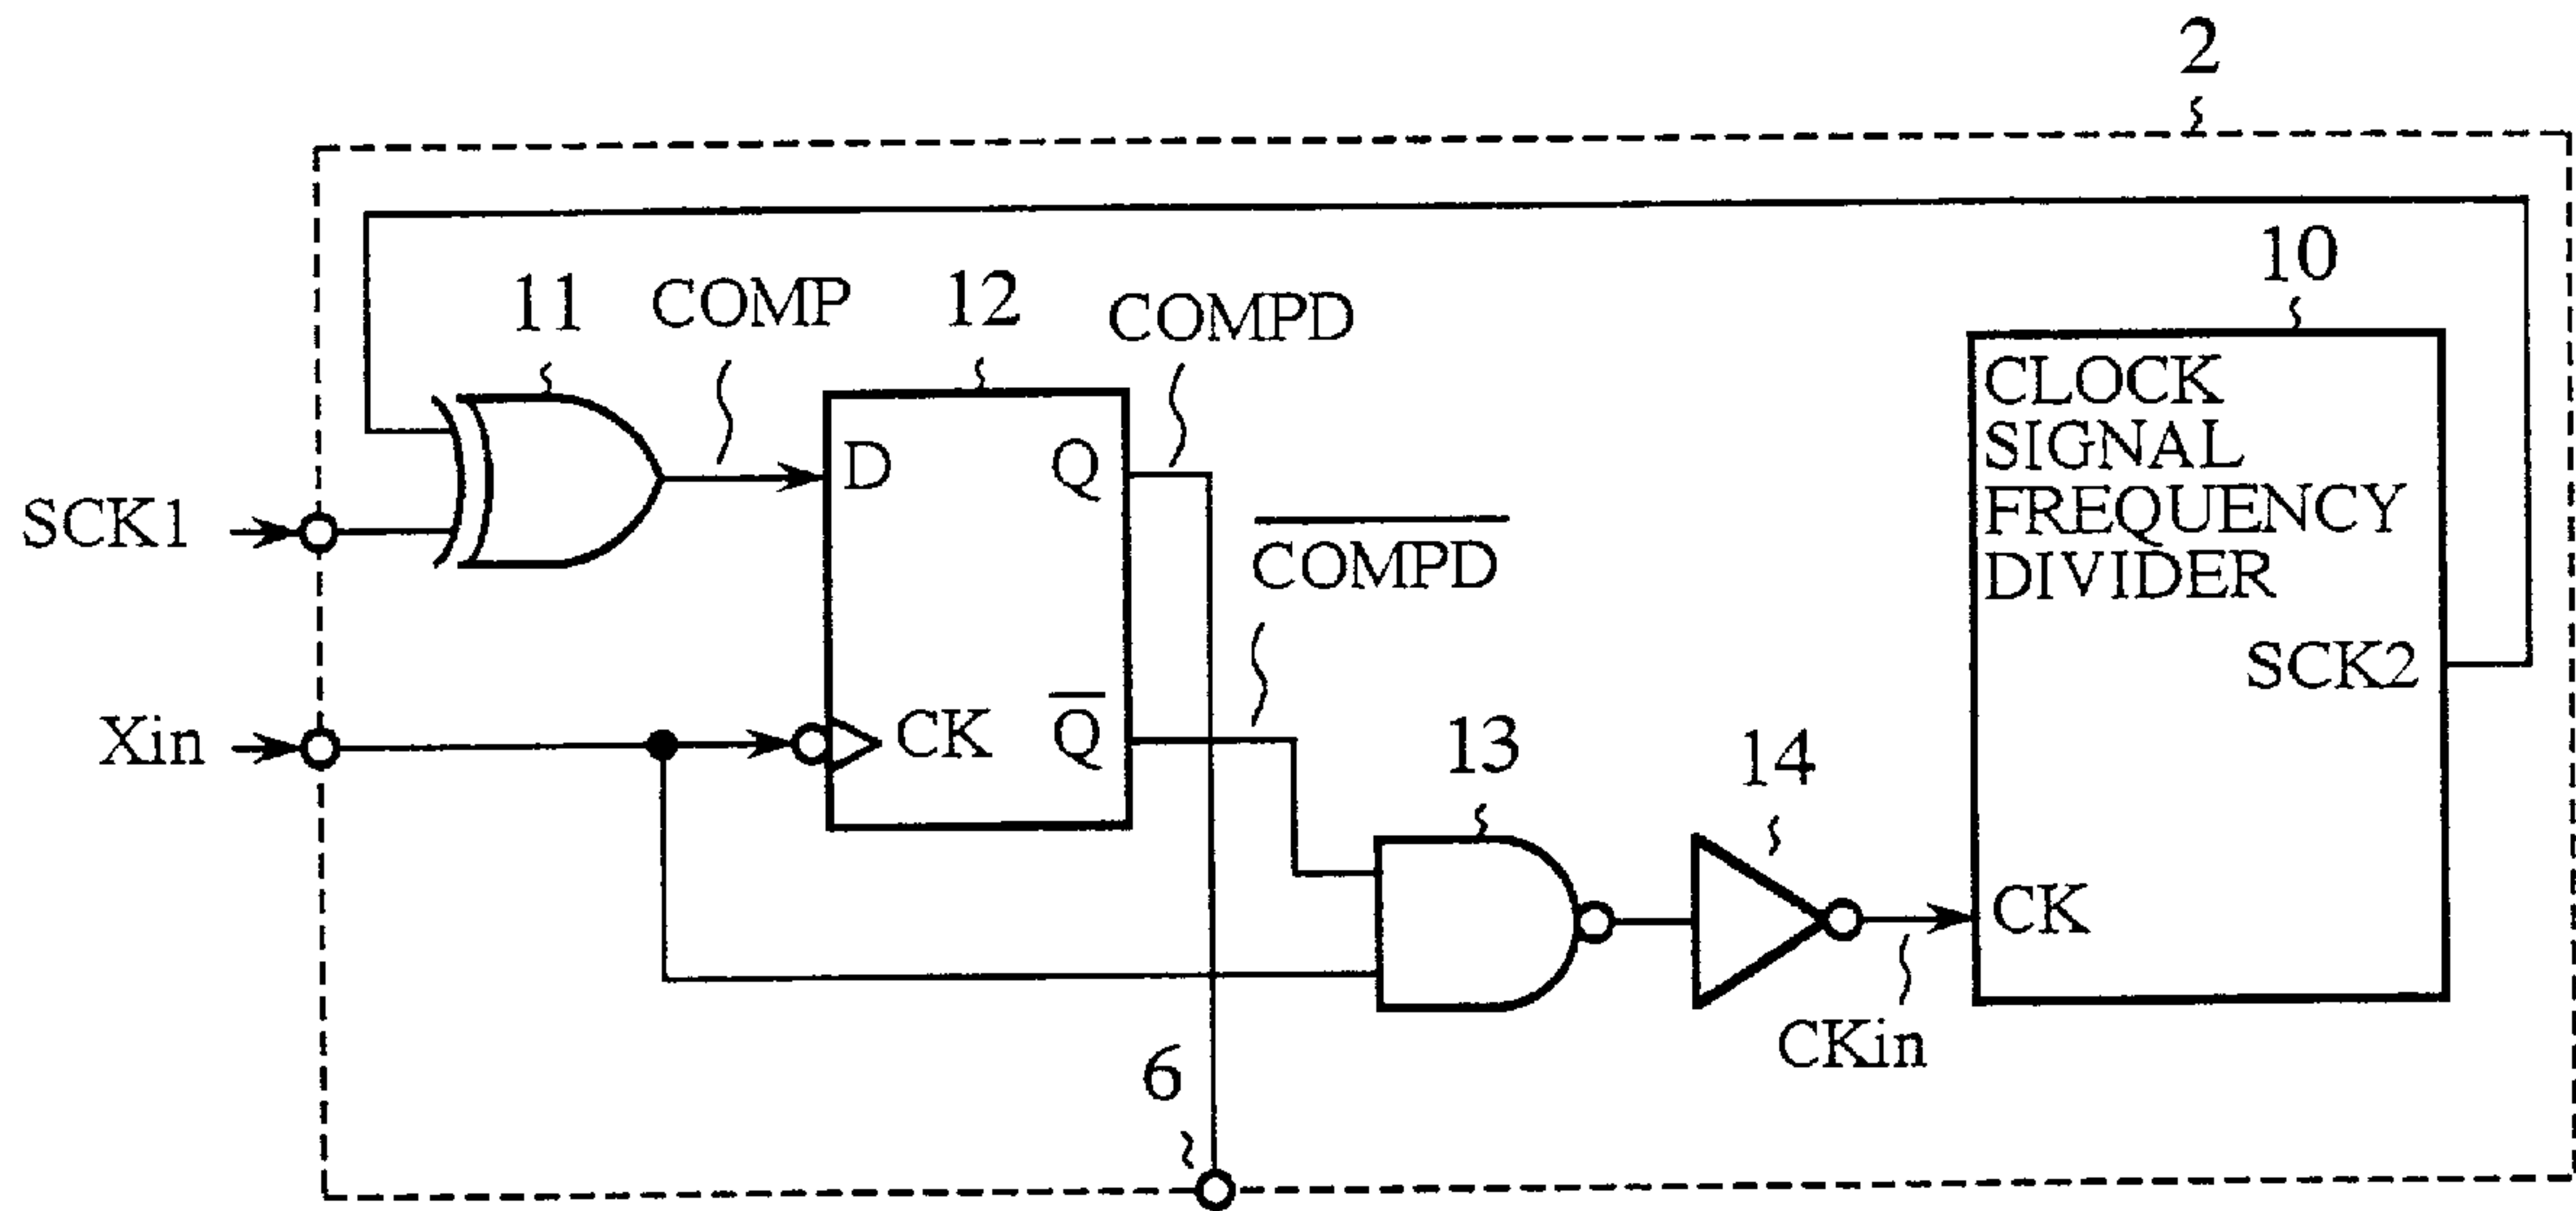 2
10
11
COMP
12
COMPD
CLOCK
SIGNAL
FREQUENCY
DIVIDER
D
Q
SCK1
C̅O̅M̅P̅D̅
SCK2
Xin
CK
Q̅
13
14
CK
CKin
6